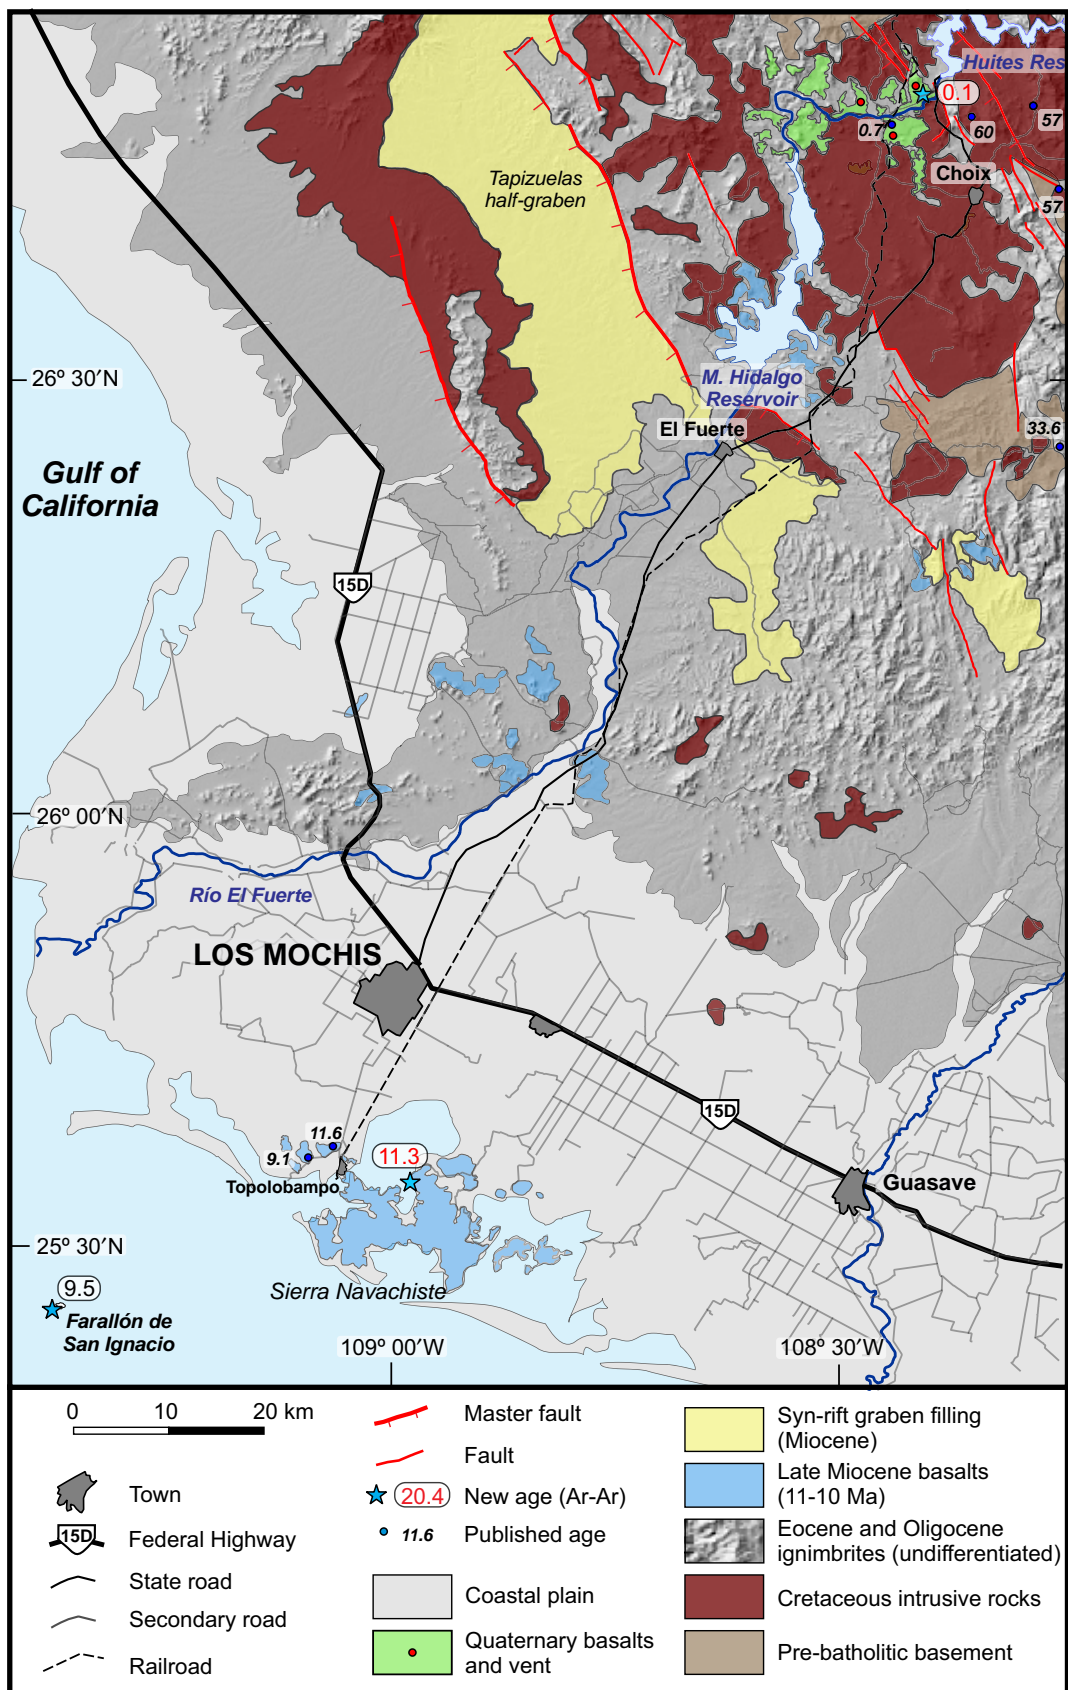 Huites Res
0.1
57
60
0.7
Choix
57
Tapizuelas
half-graben
26º 30′N
M. Hidalgo
Reservoir
El Fuerte
33.6
Gulf of
California
15D
26º 00′N
Río El Fuerte
LOS MOCHIS
15D
11.6
9.1
11.3
Topolobampo
Guasave
25º 30′N
Sierra Navachiste
9.5
Farallón de
San Ignacio
109º 00′W
108º 30′W
0 10 20 km
Town
15D Federal Highway
State road
Secondary road
Railroad
Master fault
Fault
20.4 New age (Ar-Ar)
11.6 Published age
Coastal plain
Quaternary basalts
and vent
Syn-rift graben filling
(Miocene)
Late Miocene basalts
(11-10 Ma)
Eocene and Oligocene
ignimbrites (undifferentiated)
Cretaceous intrusive rocks
Pre-batholitic basement